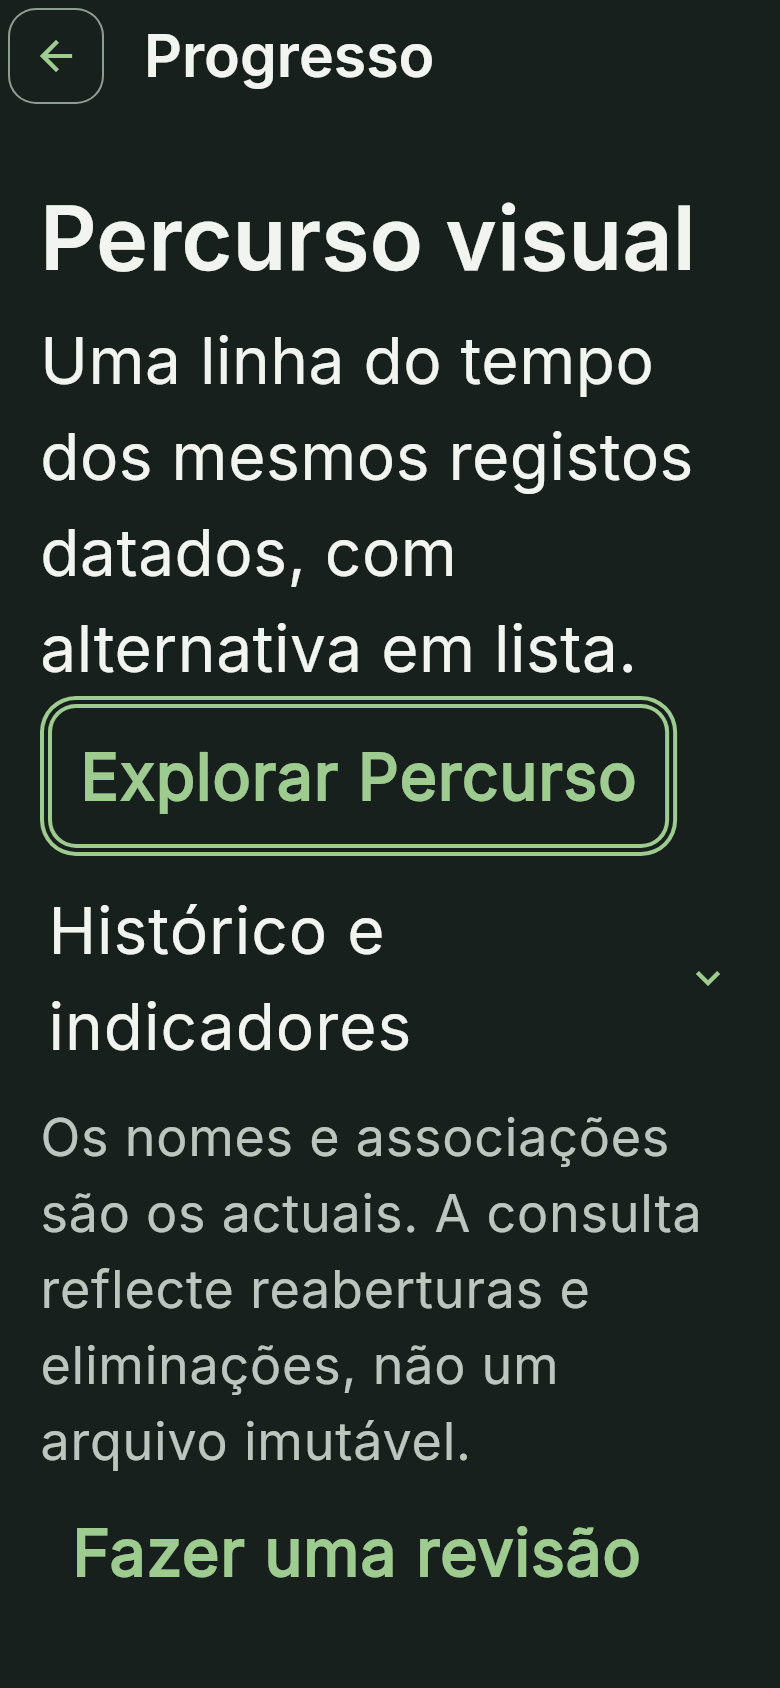 Progresso
Percurso visual
Uma linha do tempo
dos mesmos registos
datados, com
alternativa em lista.
Explorar Percurso
Histórico e
indicadores
Os nomes e associações
são os actuais. A consulta
reflecte reaberturas e
eliminações, não um
arquivo imutável.
Fazer uma revisão